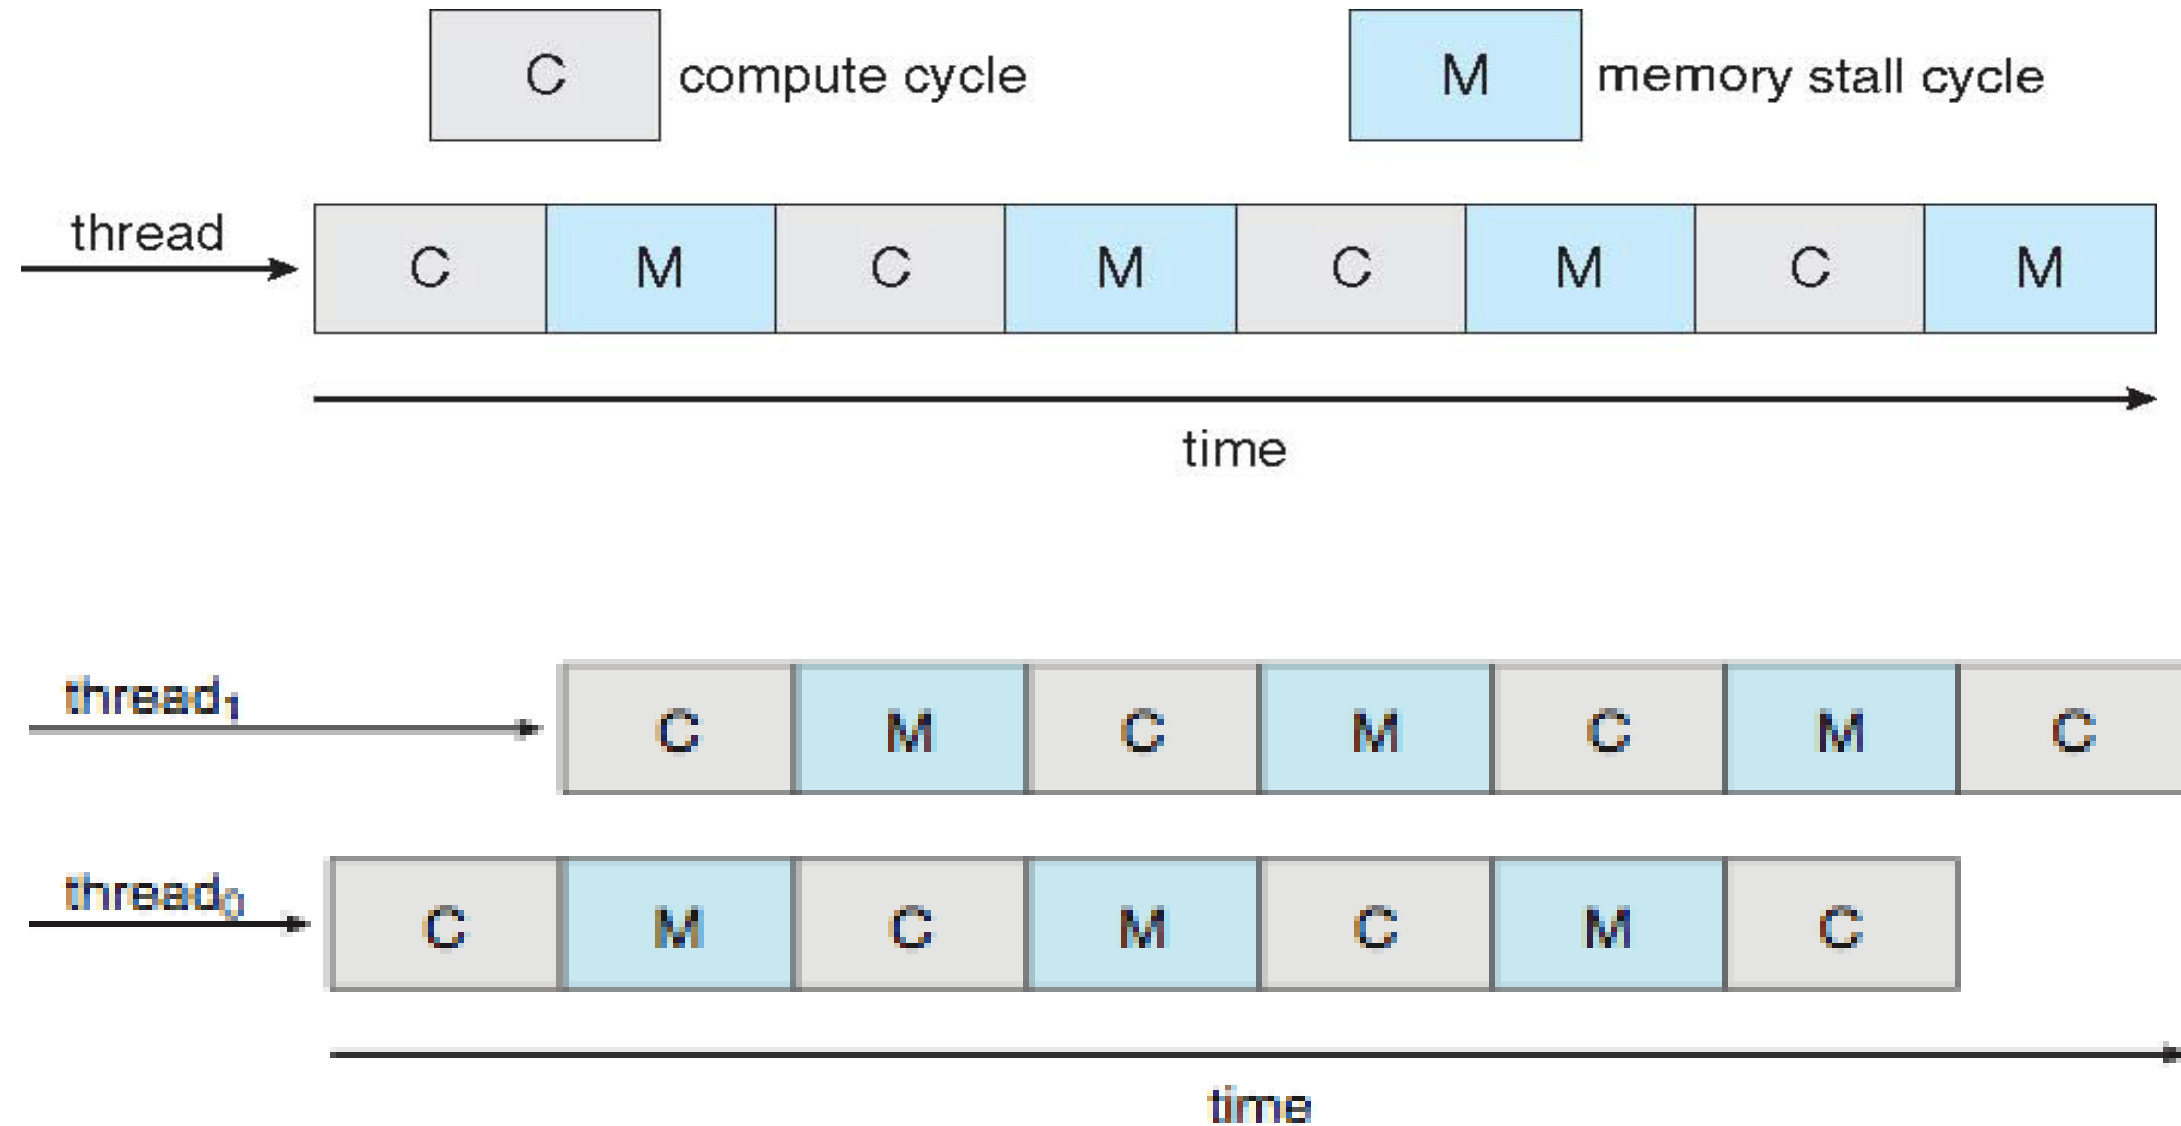 C compute cycle M memory stall cycle
thread
C M C M C M C M
time
thread1
C M C M C M C
thread0
C M C M C M C
time